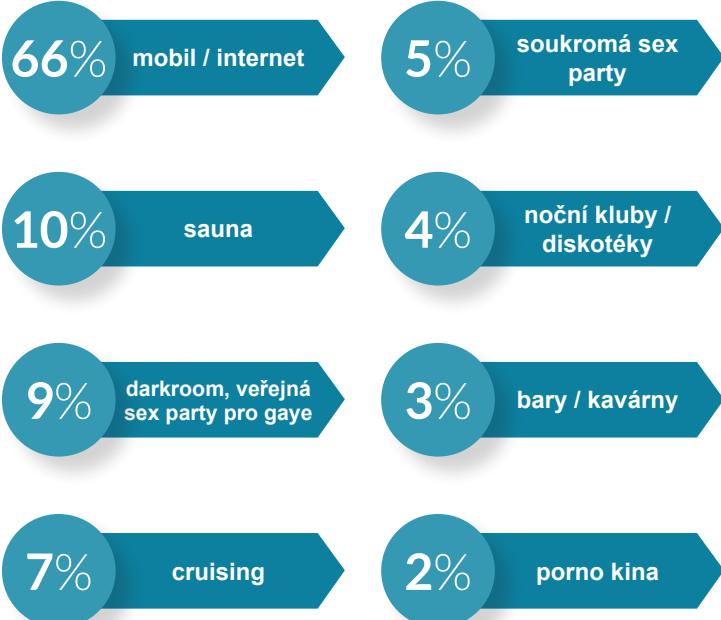 66% mobil / internet
5% soukromá sex
party
10% sauna
4% noční kluby /
diskotéky
9% darkroom, veřejná
sex party pro gaye
3% bary / kavárny
7% cruising
2% porno kina